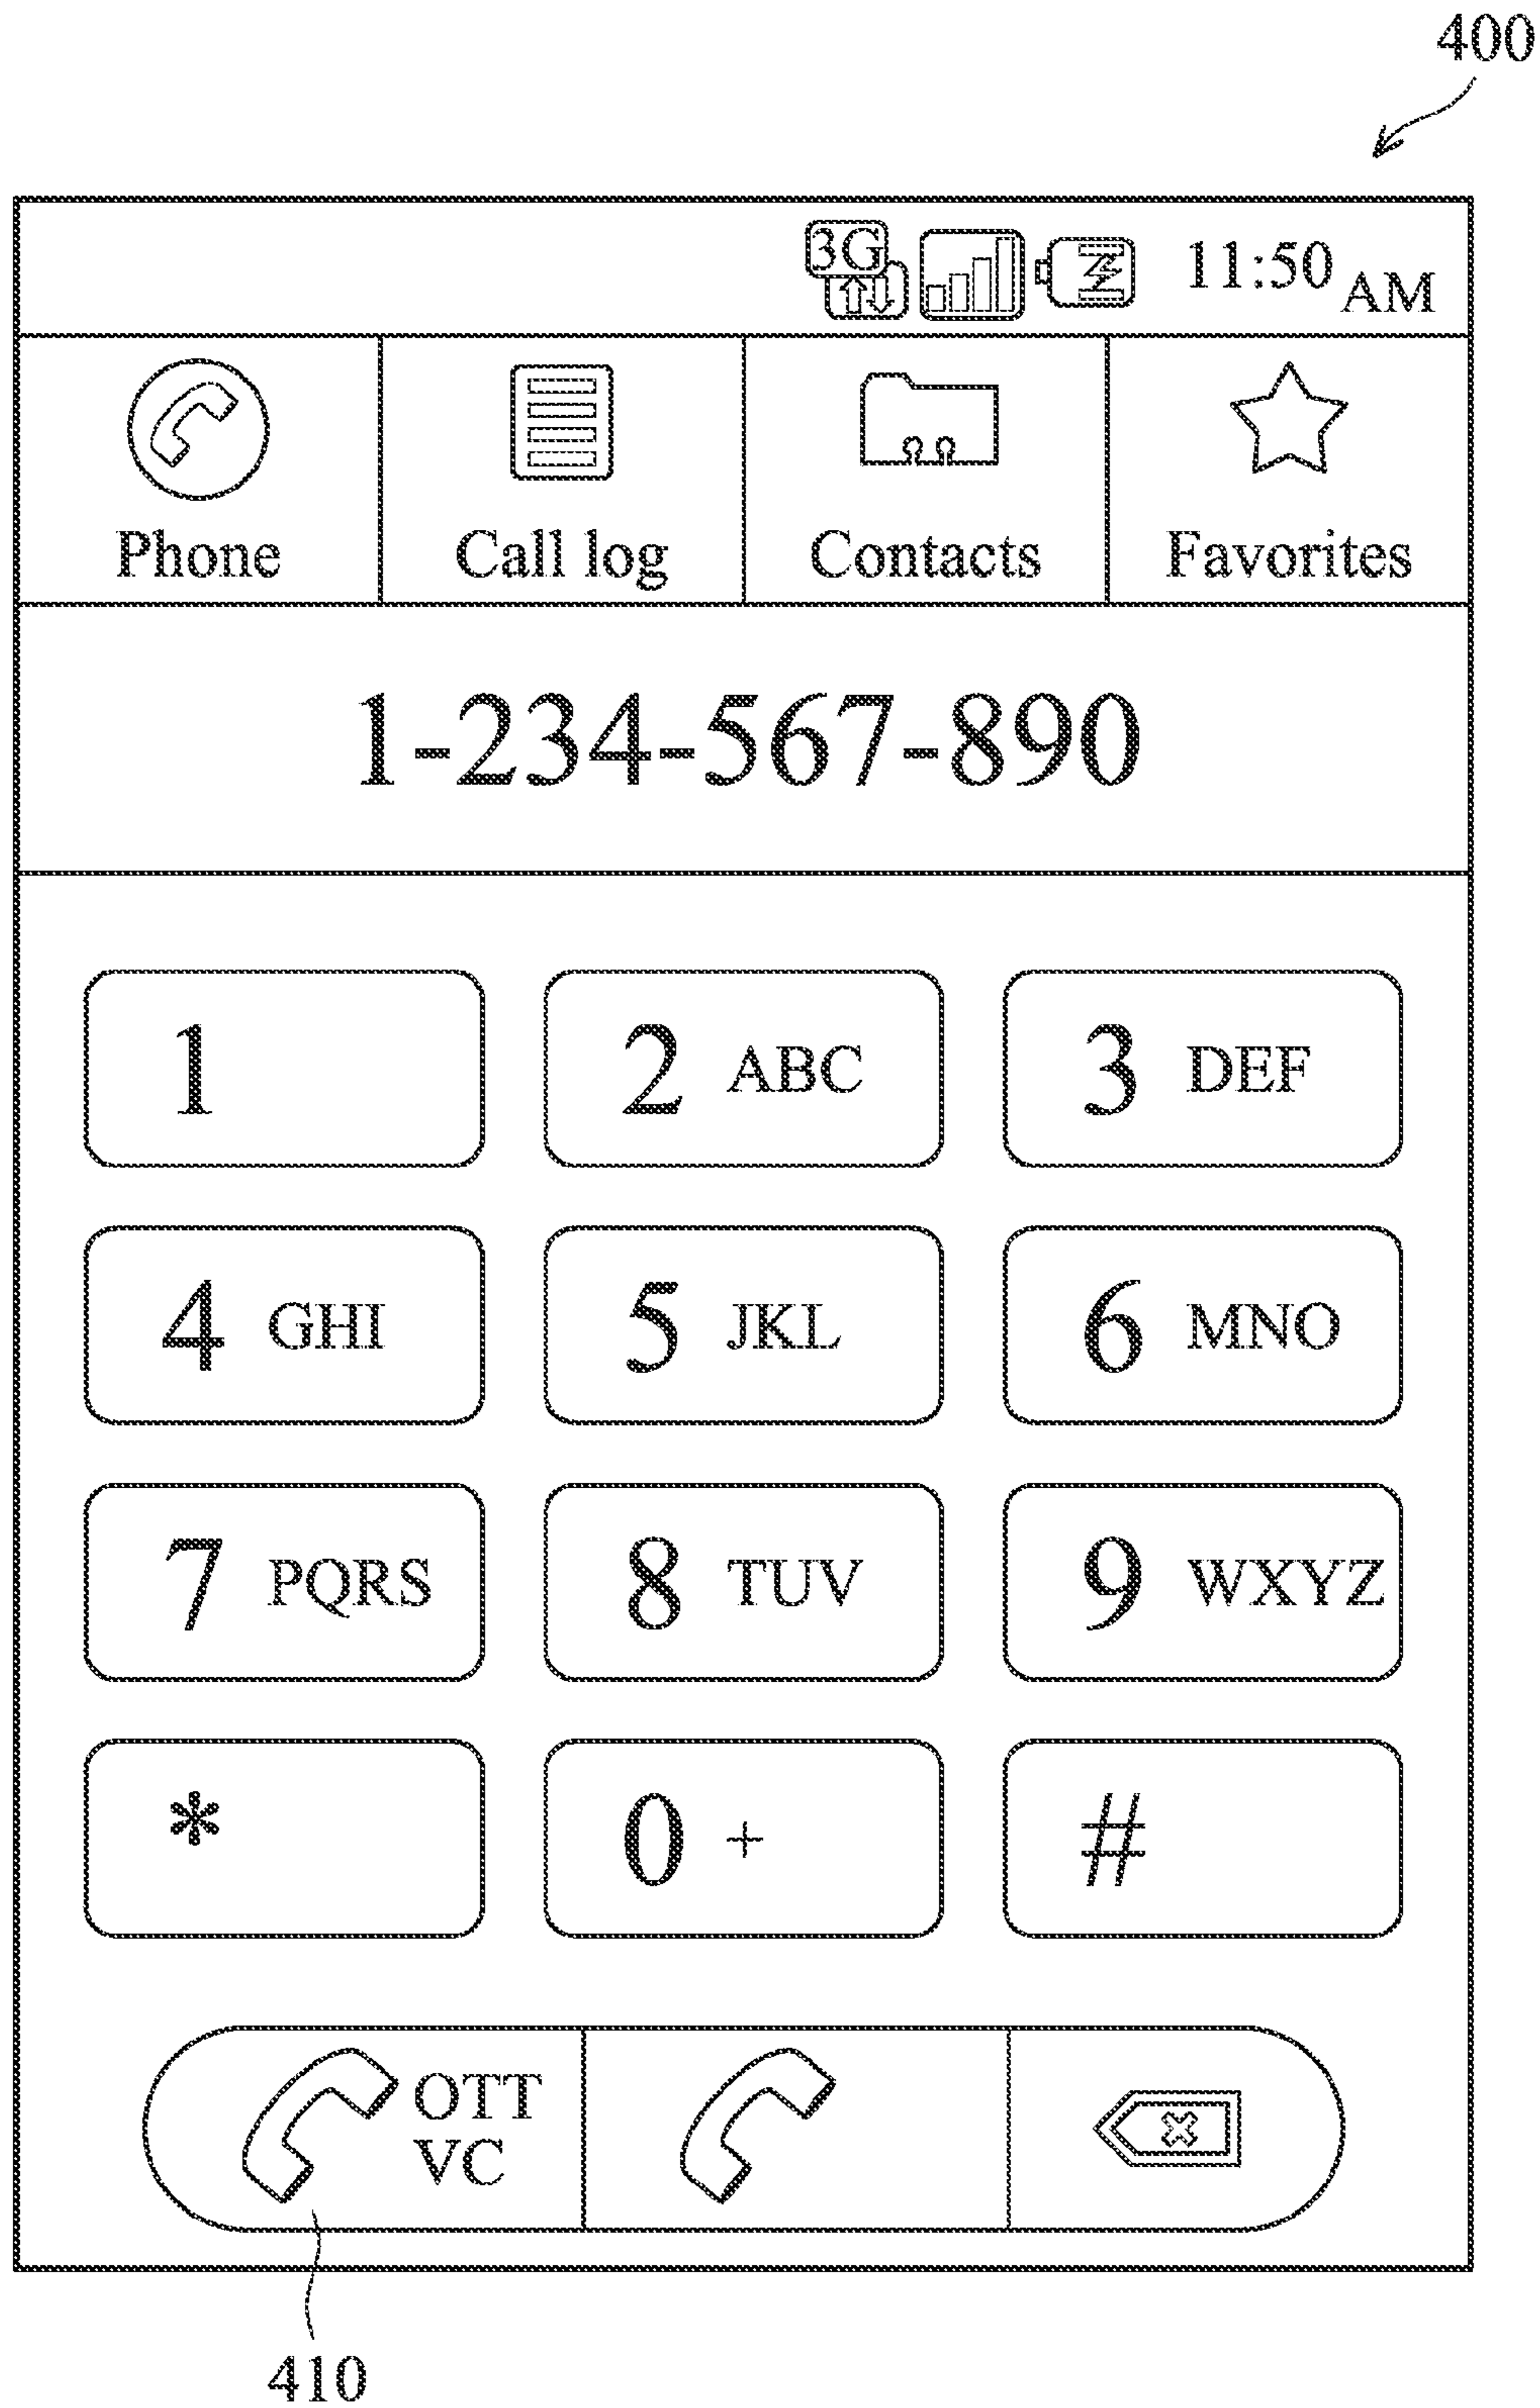 400
3G 11:50 AM
Phone Call log Contacts Favorites
1-234-567-890
1 2 ABC 3 DEF
4 GHI 5 JKL 6 MNO
7 PQRS 8 TUV 9 WXYZ
* 0 + #
OTT
VC
410